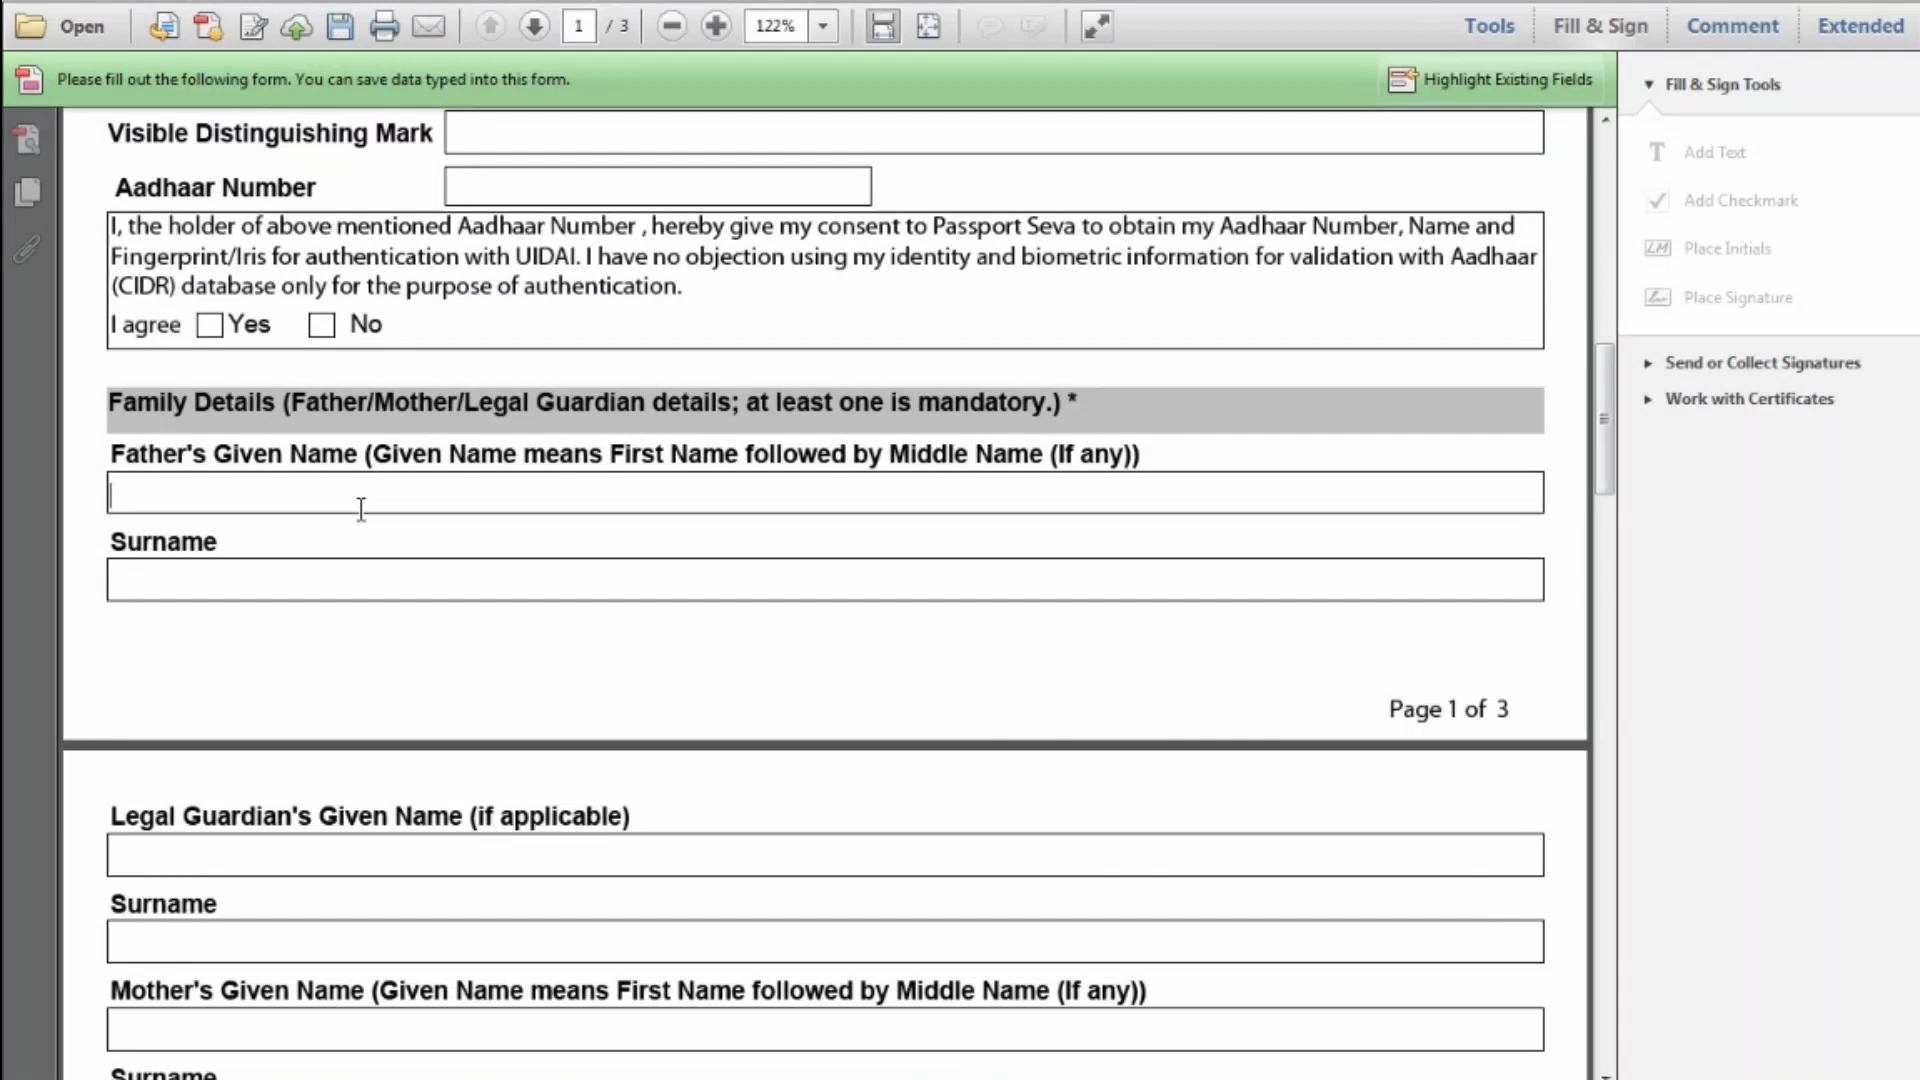 Open
1 / 3
122%
Tools
Fill & Sign
Comment
Extended
Please fill out the following form. You can save data typed into this form.
Highlight Existing Fields
Fill & Sign Tools
T Add Text
Add Checkmark
Place Initials
Place Signature
Send or Collect Signatures
Work with Certificates
Visible Distinguishing Mark
Aadhaar Number
I, the holder of above mentioned Aadhaar Number , hereby give my consent to Passport Seva to obtain my Aadhaar Number, Name and
Fingerprint/Iris for authentication with UIDAI. I have no objection using my identity and biometric information for validation with Aadhaar
(CIDR) database only for the purpose of authentication.
I agree Yes No
Family Details (Father/Mother/Legal Guardian details; at least one is mandatory.) *
Father's Given Name (Given Name means First Name followed by Middle Name (If any))
Surname
Page 1 of 3
Legal Guardian's Given Name (if applicable)
Surname
Mother's Given Name (Given Name means First Name followed by Middle Name (If any))
Surname